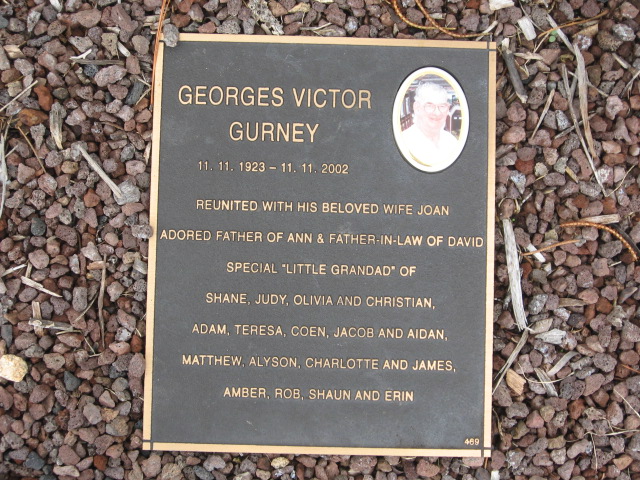 GEORGES VICTOR
GURNEY
11. 11. 1923 – 11. 11. 2002
REUNITED WITH HIS BELOVED WIFE JOAN
ADORED FATHER OF ANN & FATHER-IN-LAW OF DAVID
SPECIAL "LITTLE GRANDAD" OF
SHANE, JUDY, OLIVIA AND CHRISTIAN,
ADAM, TERESA, COEN, JACOB AND AIDAN,
MATTHEW, ALYSON, CHARLOTTE AND JAMES,
AMBER, ROB, SHAUN AND ERIN
469